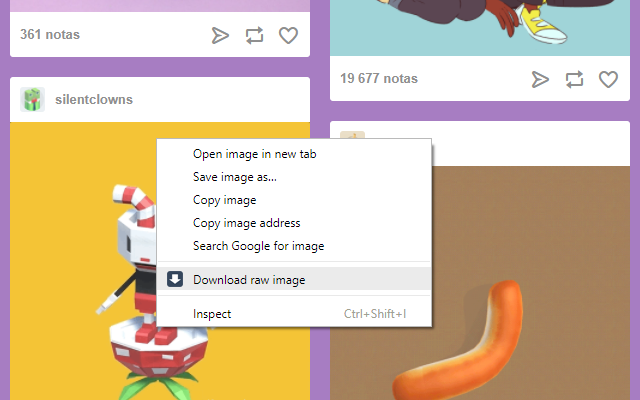 361 notas
19 677 notas
silentclowns
Open image in new tab
Save image as...
Copy image
Copy image address
Search Google for image
Download raw image
Inspect Ctrl+Shift+I